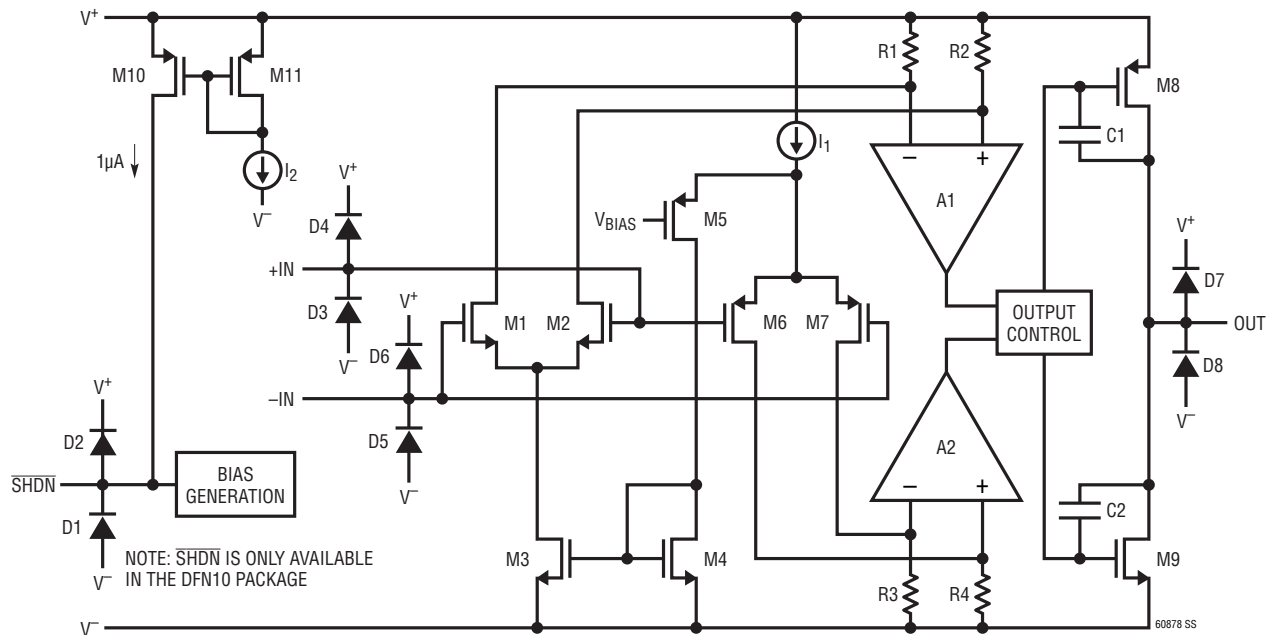 V⁺
R1
R2
M10
M11
M8
C1
1µA
I₂
I₁
V⁻
V⁺
D4
VBIAS
M5
A1
+IN
V⁺
D7
D3
V⁺
M1
M2
M6
M7
OUTPUT
CONTROL
OUT
V⁻
D6
D8
–IN
V⁺
V⁻
D2
D5
A2
SHDN
BIAS
GENERATION
V⁻
C2
D1
NOTE: SHDN IS ONLY AVAILABLE
IN THE DFN10 PACKAGE
M3
M4
M9
V⁻
R3
R4
V⁻
60878 SS
–
+
–
+